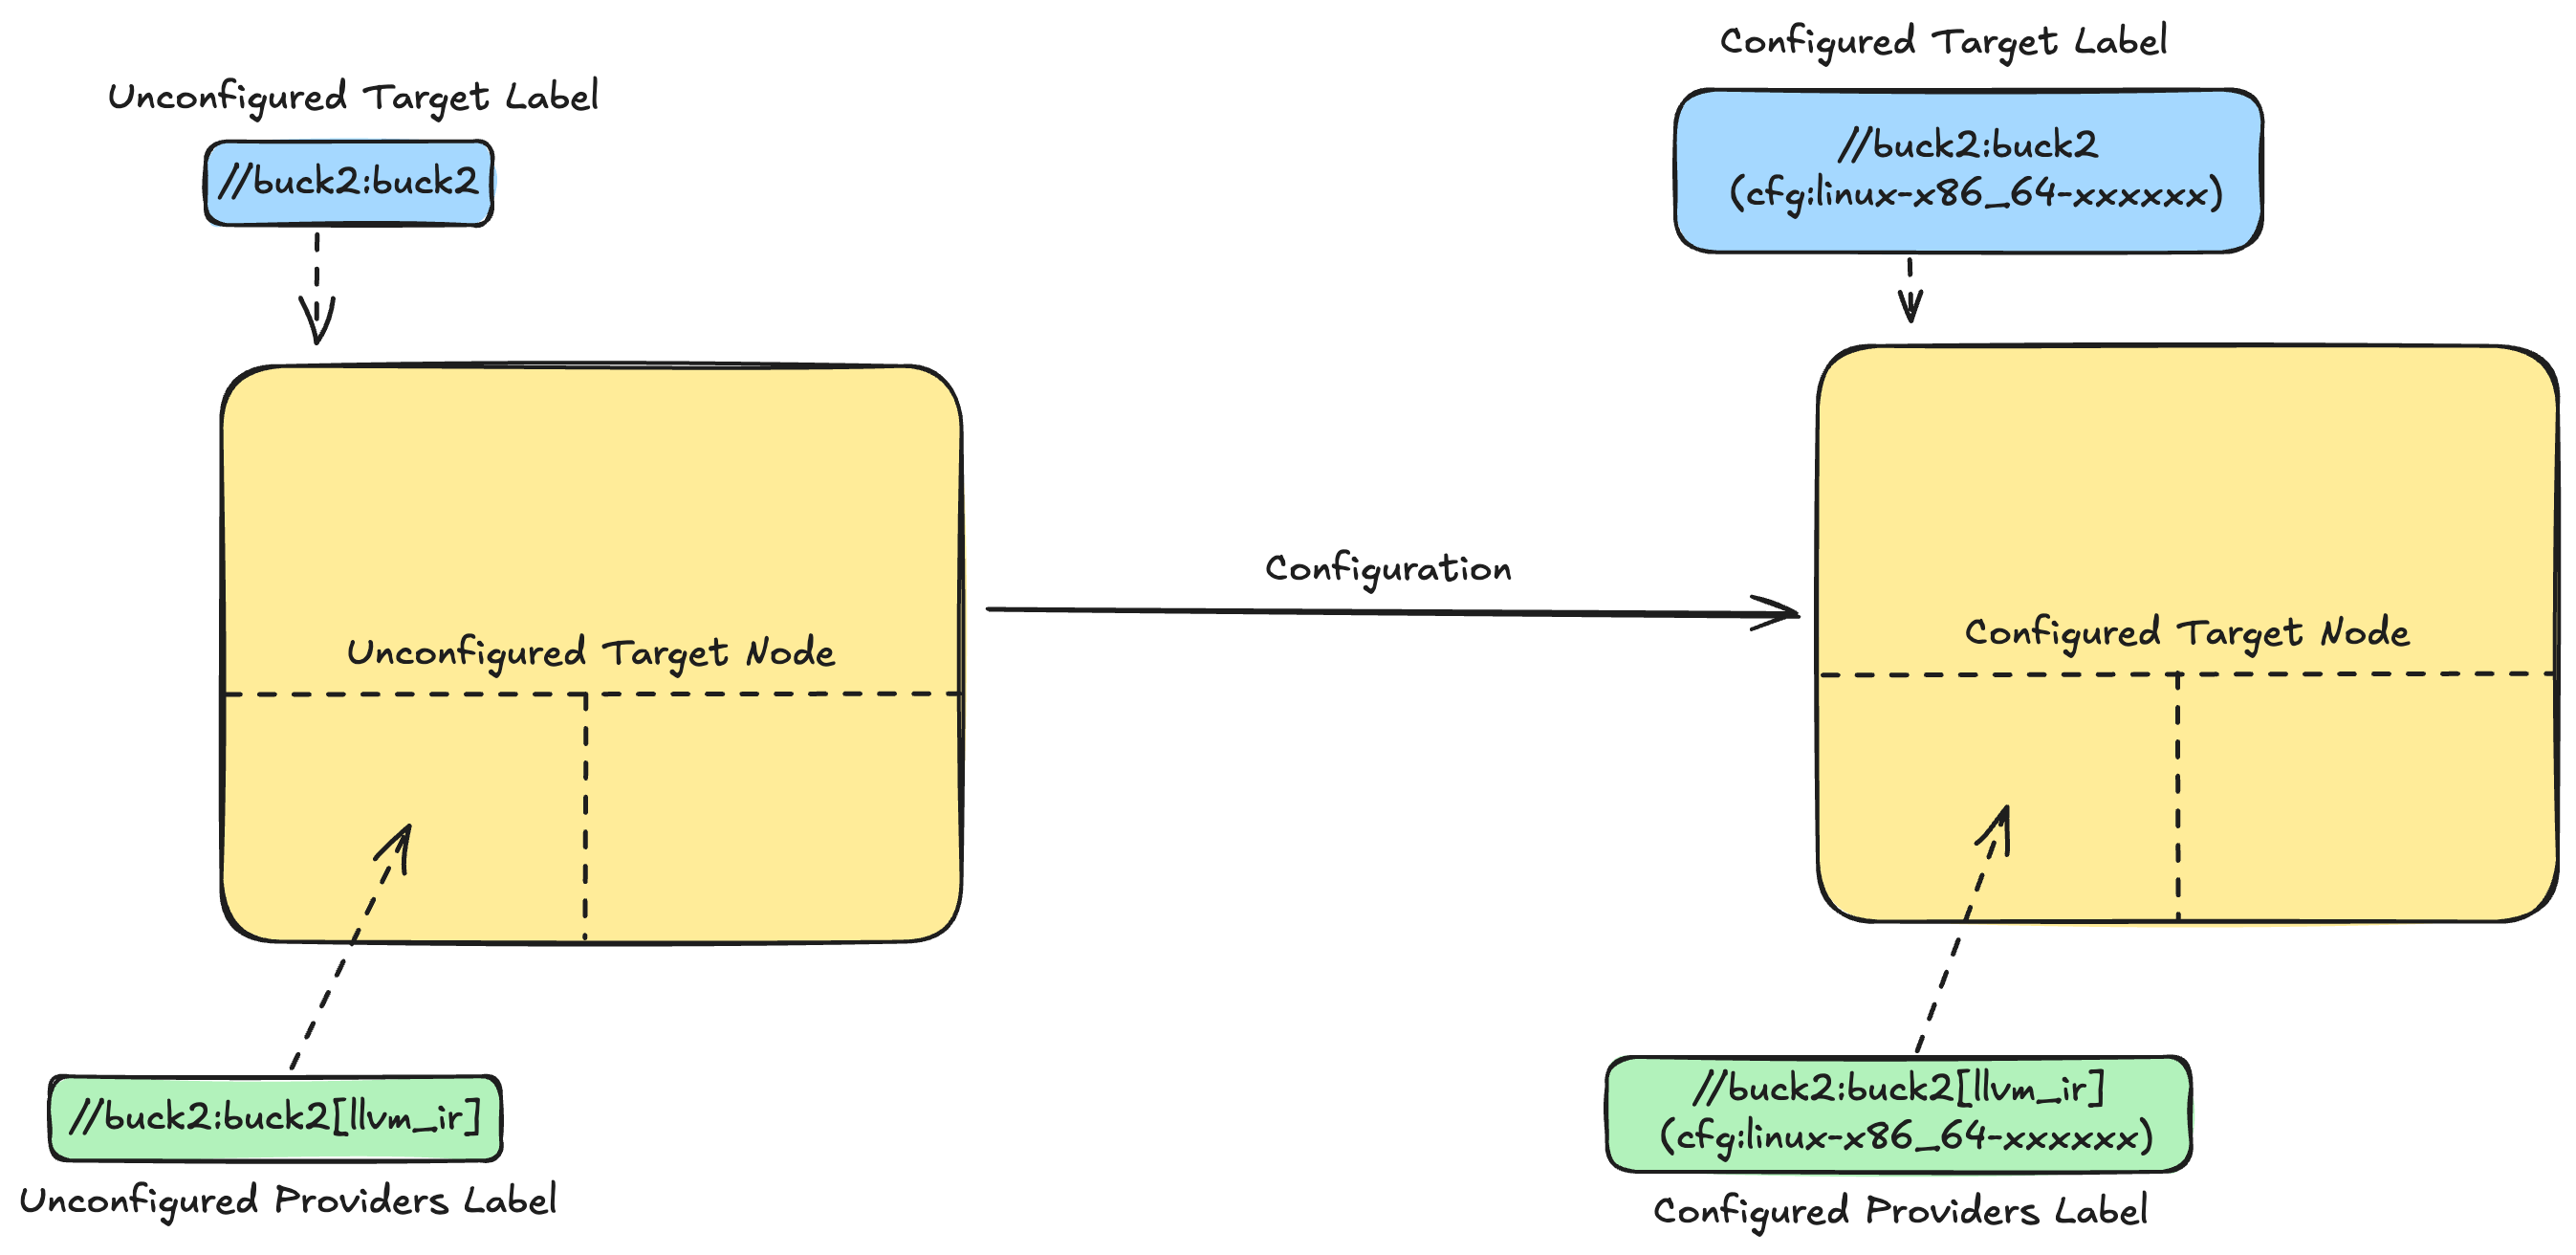 Unconfigured Target Label
//buck2:buck2
Unconfigured Target Node
//buck2:buck2[llvm_ir]
Unconfigured Providers Label
Configuration
Configured Target Label
//buck2:buck2
(cfg:linux-x86_64-xxxxxx)
Configured Target Node
//buck2:buck2[llvm_ir]
(cfg:linux-x86_64-xxxxxx)
Configured Providers Label